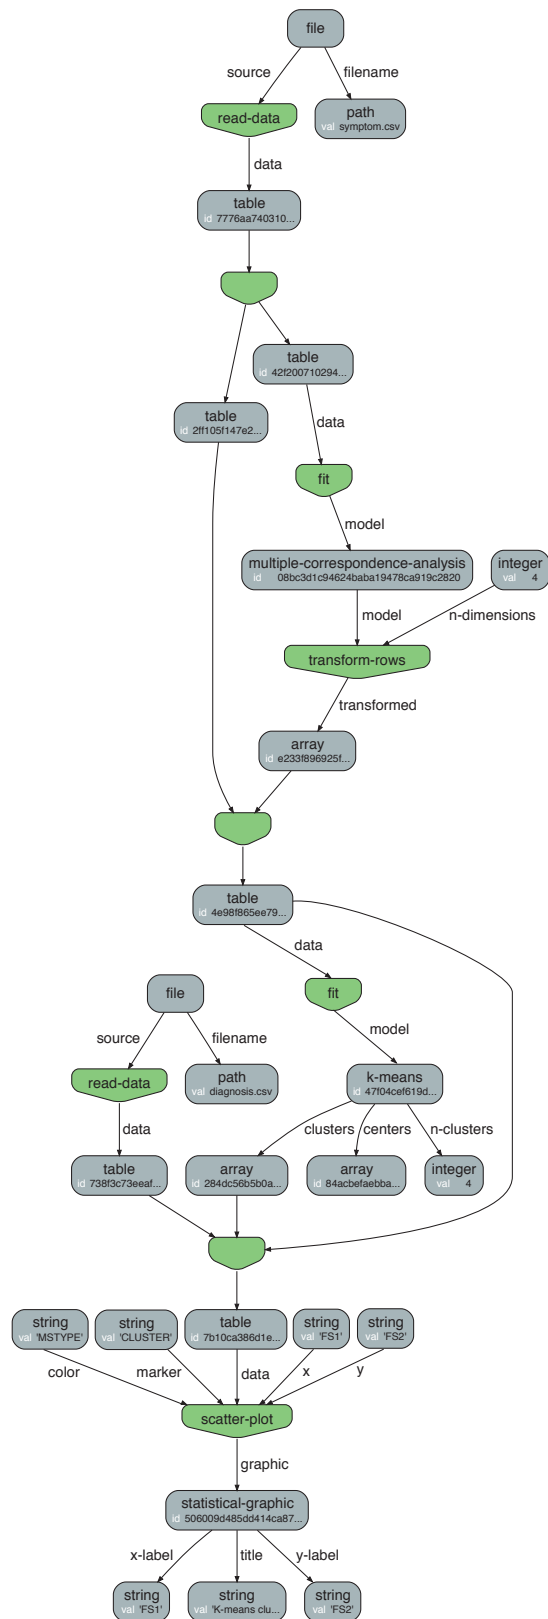 file
source
filename
read-data
path
val symptom.csv
data
table
id 7776aa740310...
table
id 42f200710294...
table
id 2ff105f147e2...
data
fit
model
multiple-correspondence-analysis
id 08bc3d1c94624baba19478ca919c2820
integer
val 4
model
n-dimensions
transform-rows
transformed
array
id e233f896925f...
table
id 4e98f865ee79...
data
file
fit
source
filename
model
read-data
path
val diagnosis.csv
k-means
id 47f04cef619d...
data
clusters
centers
n-clusters
table
id 738f3c73eeaf...
array
id 284dc56b5b0a...
array
id 84acbefaebba...
integer
val 4
string
val 'MSTYPE'
string
val 'CLUSTER'
table
id 7b10ca386d1e...
string
val 'FS1'
string
val 'FS2'
color
marker
data
x
y
scatter-plot
graphic
statistical-graphic
id 506009d485dd414ca87...
x-label
title
y-label
string
val 'FS1'
string
val 'K-means clu...
string
val 'FS2'